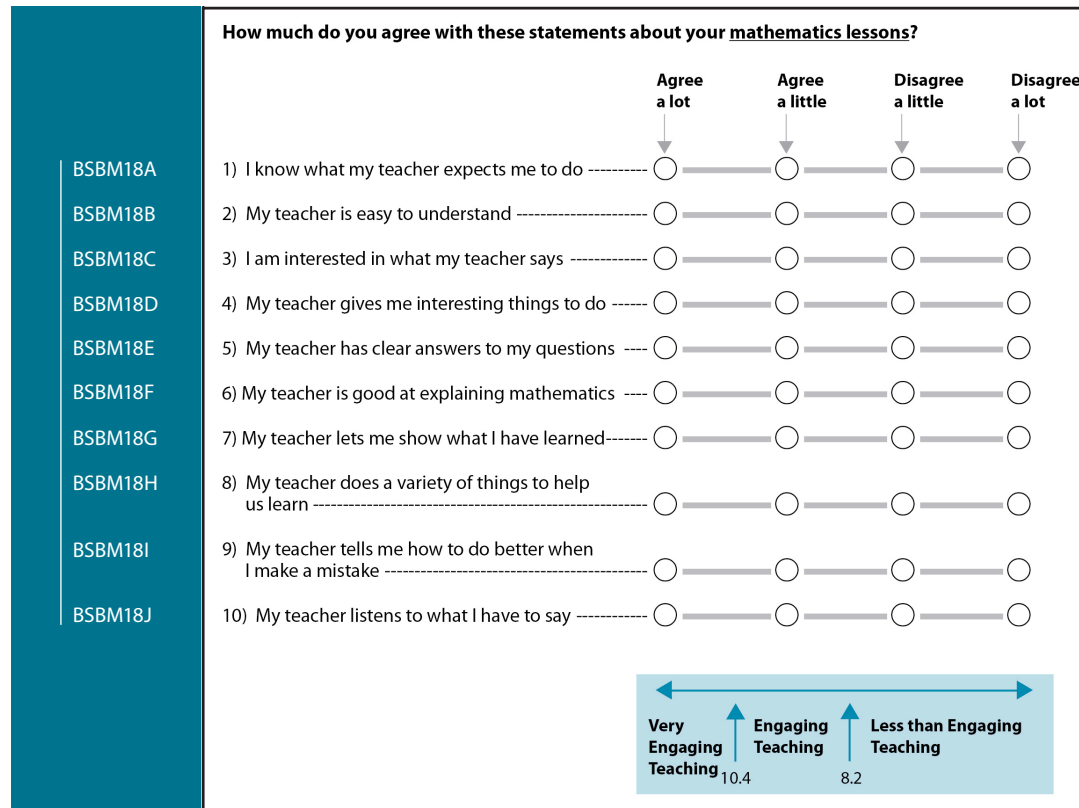 How much do you agree with these statements about your mathematics lessons?
Agree a lot
Agree a little
Disagree a little
Disagree a lot
BSBM18A 1) I know what my teacher expects me to do ----------
BSBM18B 2) My teacher is easy to understand ----------------------
BSBM18C 3) I am interested in what my teacher says -------------
BSBM18D 4) My teacher gives me interesting things to do ------
BSBM18E 5) My teacher has clear answers to my questions ----
BSBM18F 6) My teacher is good at explaining mathematics ----
BSBM18G 7) My teacher lets me show what I have learned-------
BSBM18H 8) My teacher does a variety of things to help
us learn ---------------------------------------------------------
BSBM18I 9) My teacher tells me how to do better when
I make a mistake ---------------------------------------------
BSBM18J 10) My teacher listens to what I have to say ------------
Very Engaging Teaching
10.4
Engaging Teaching
8.2
Less than Engaging Teaching